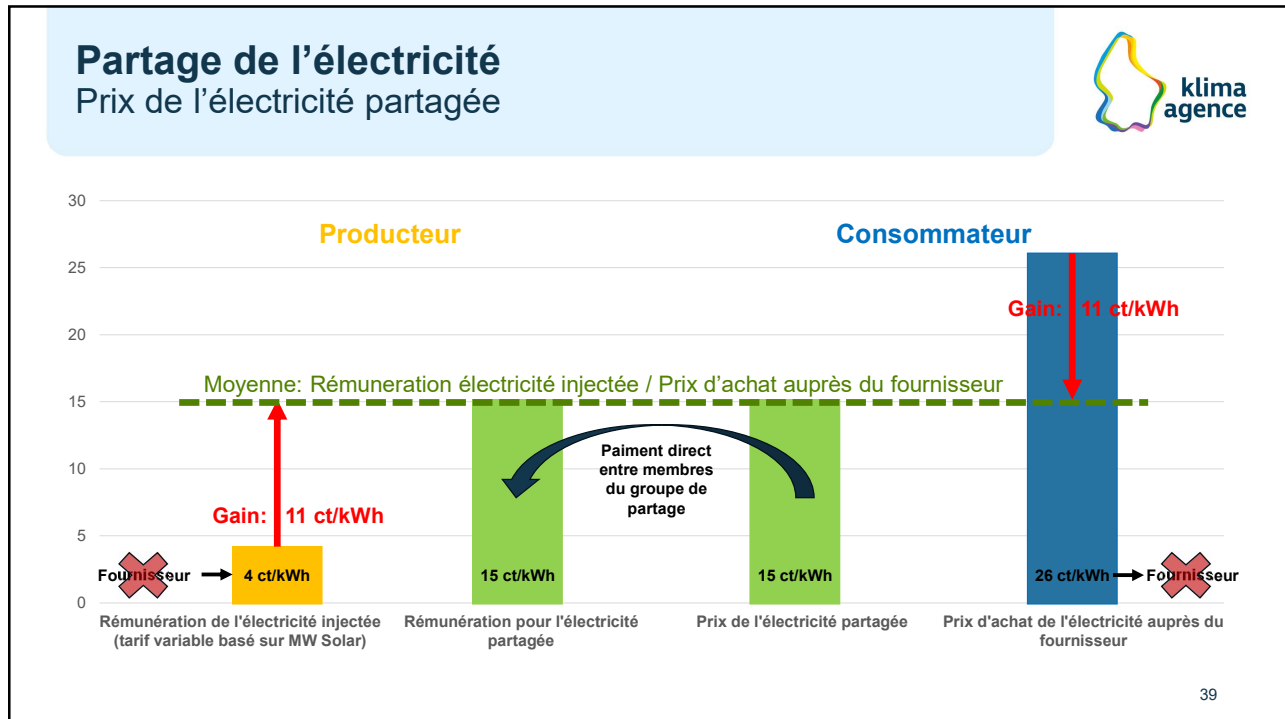 Partage de l'électricité
Prix de l'électricité partagée
klima
agence
30
25
20
15
10
5
0
Producteur
Consommateur
Gain: 11 ct/kWh
Moyenne: Rémuneration électricité injectée / Prix d'achat auprès du fournisseur
Paiment direct
entre membres
du groupe de
partage
Gain: 11 ct/kWh
Fournisseur
4 ct/kWh
15 ct/kWh
15 ct/kWh
26 ct/kWh
Fournisseur
Rémunération de l'électricité injectée
(tarif variable basé sur MW Solar)
Rémunération pour l'électricité
partagée
Prix de l'électricité partagée
Prix d'achat de l'électricité auprès du
fournisseur
39